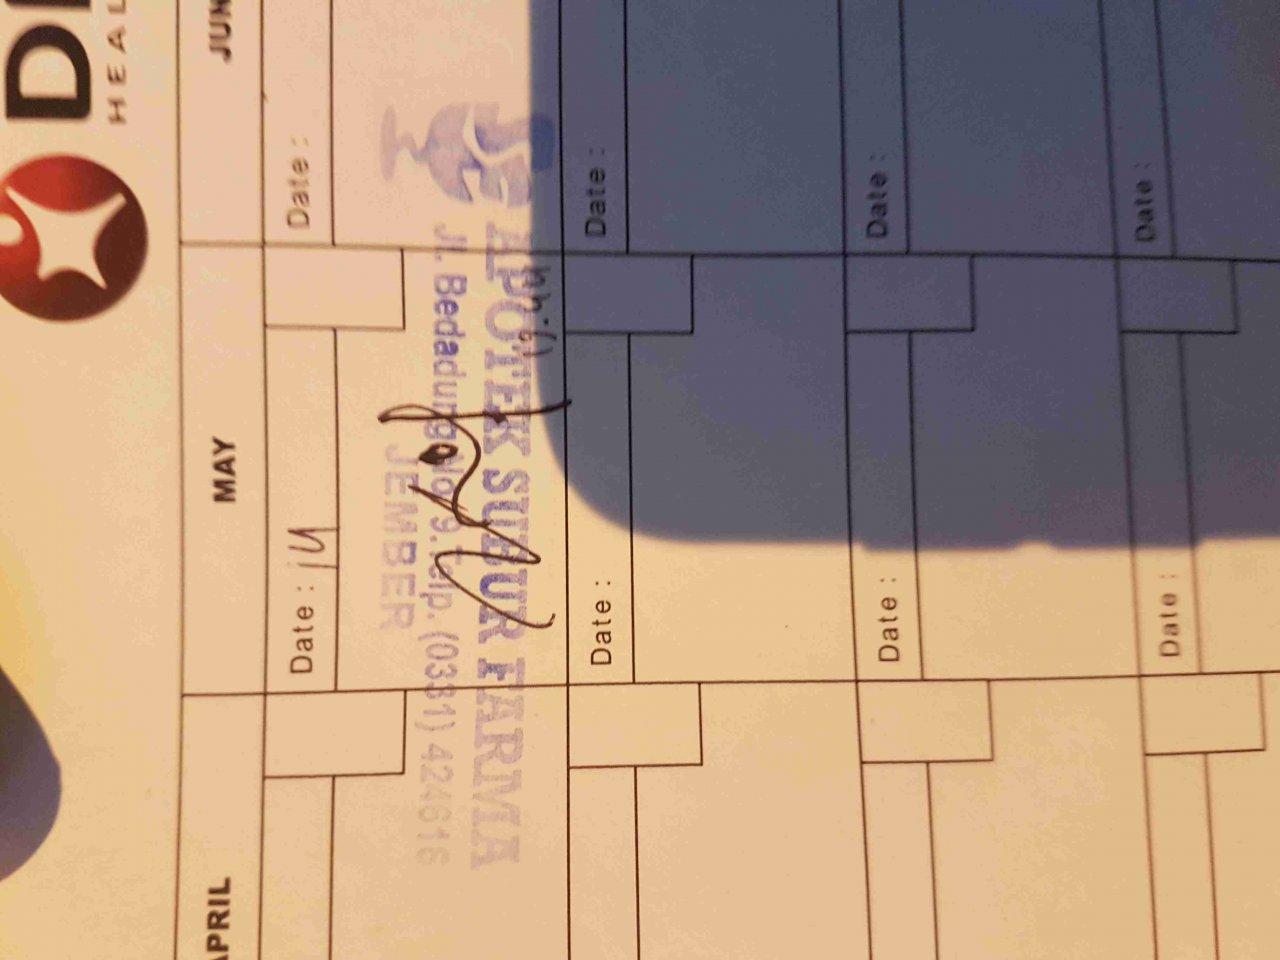 HEAL
APRIL
MAY
JUN
Date :
Date :
APOTEK SUBUR FARMA
Jl. Bedadung No. 9. Telp. (0331) 424616
JEMBER
Date :
Date :
Date :
Date :
Date :
Date :